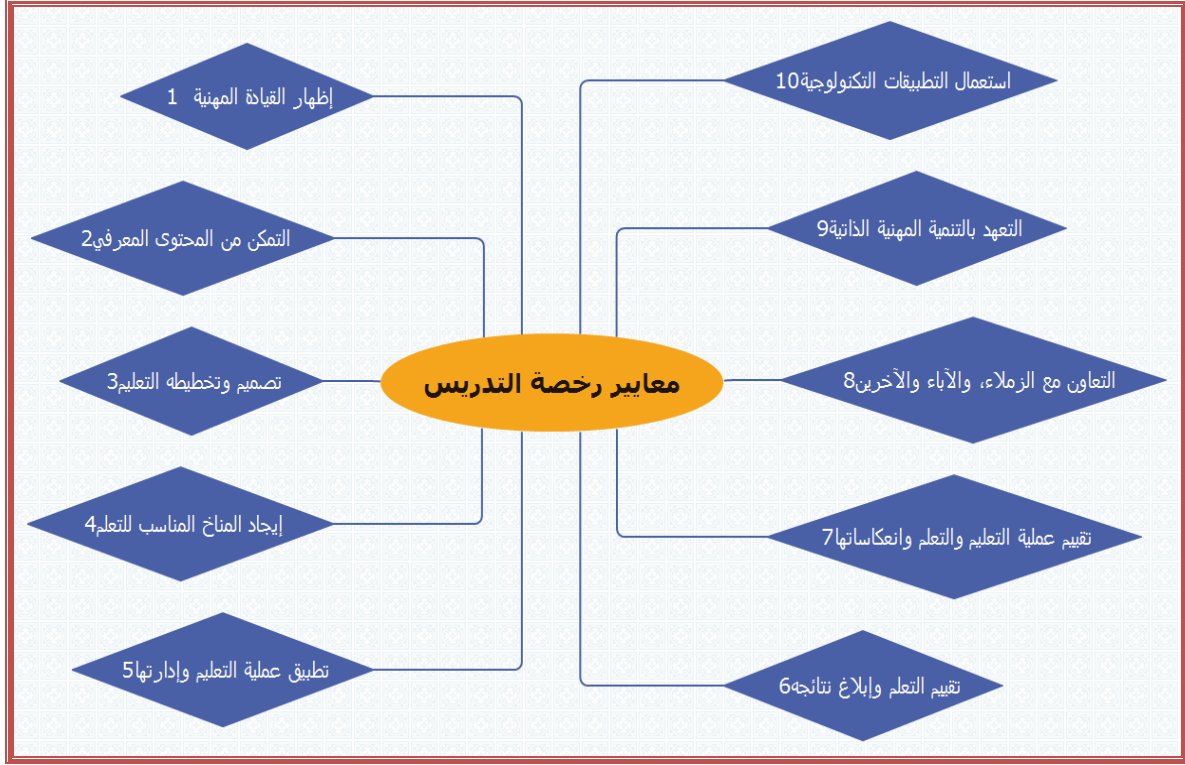 معايير رخصة التدريس
إظهار القيادة المهنية 1
التمكن من المحتوى المعرفي2
تصميم وتخطيطه التعليم3
إيجاد المناخ المناسب للتعلم4
تطبيق عملية التعليم وإدارتها5
تقييم التعلم وإبلاغ نتائجه6
تقييم عملية التعليم والتعلم وانعكاساتها7
التعاون مع الزملاء، والآباء والآخرين8
التعهد بالتنمية المهنية الذاتية9
استعمال التطبيقات التكنولوجية10